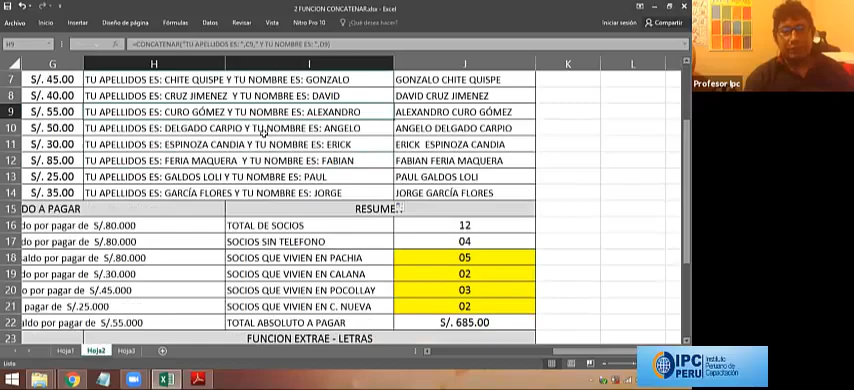 2 FUNCION CONCATENAR.xlsx - Excel
Archivo Inicio Insertar Diseño de página Fórmulas Datos Revisar Vista Nitro Pro 10 ¿Qué desea hacer? Iniciar sesión Compartir
H9 =CONCATENAR("TU APELLIDOS ES: ",C9," Y TU NOMBRE ES: ",D9)
G H I J K L
7 S/. 45.00 TU APELLIDOS ES: CHITE QUISPE Y TU NOMBRE ES: GONZALO GONZALO CHITE QUISPE
8 S/. 40.00 TU APELLIDOS ES: CRUZ JIMENEZ Y TU NOMBRE ES: DAVID DAVID CRUZ JIMENEZ
9 S/. 55.00 TU APELLIDOS ES: CURO GÓMEZ Y TU NOMBRE ES: ALEXANDRO ALEXANDRO CURO GÓMEZ
10 S/. 50.00 TU APELLIDOS ES: DELGADO CARPIO Y TU NOMBRE ES: ANGELO ANGELO DELGADO CARPIO
11 S/. 30.00 TU APELLIDOS ES: ESPINOZA CANDIA Y TU NOMBRE ES: ERICK ERICK ESPINOZA CANDIA
12 S/. 85.00 TU APELLIDOS ES: FERIA MAQUERA Y TU NOMBRE ES: FABIAN FABIAN FERIA MAQUERA
13 S/. 25.00 TU APELLIDOS ES: GALDOS LOLI Y TU NOMBRE ES: PAUL PAUL GALDOS LOLI
14 S/. 35.00 TU APELLIDOS ES: GARCÍA FLORES Y TU NOMBRE ES: JORGE JORGE GARCÍA FLORES
15 DO A PAGAR RESUMEN
16 do por pagar de S/.80.000 TOTAL DE SOCIOS 12
17 do por pagar de S/.80.000 SOCIOS SIN TELEFONO 04
18 aldo por pagar de S/.80.000 SOCIOS QUE VIVEN EN PACHIA 05
19 do por pagar de S/.30.000 SOCIOS QUE VIVEN EN CALANA 02
20 o por pagar de S/.45.000 SOCIOS QUE VIVEN EN POCOLLAY 03
21 pagar de S/.25.000 SOCIOS QUE VIVEN EN C. NUEVA 02
22 aldo por pagar de S/.55.000 TOTAL ABSOLUTO A PAGAR S/. 685.00
23 FUNCION EXTRAE - LETRAS
Hoja1 Hoja2 Hoja3
Listo
Profesor Ipc
IPC PERU Instituto Peruano de Capacitación